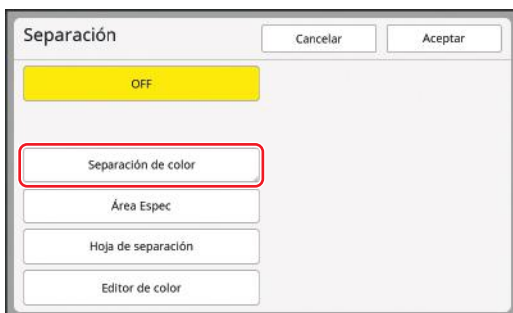 Separación
Cancelar
Aceptar
OFF
Separación de color
Área Espec
Hoja de separación
Editor de color